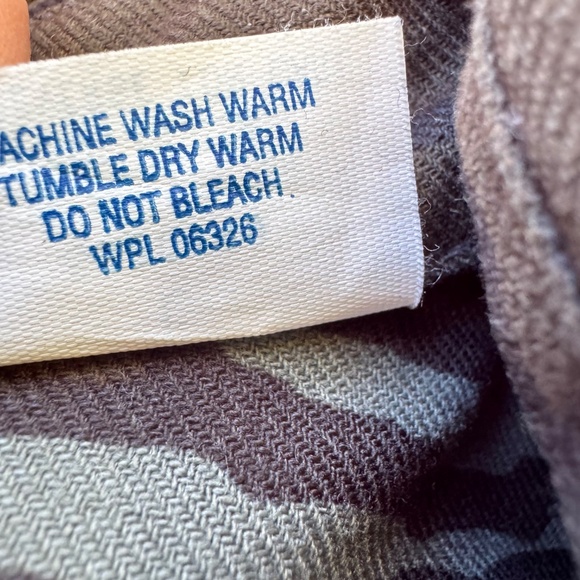 ACHINE WASH WARM
TUMBLE DRY WARM
DO NOT BLEACH
WPL 06326